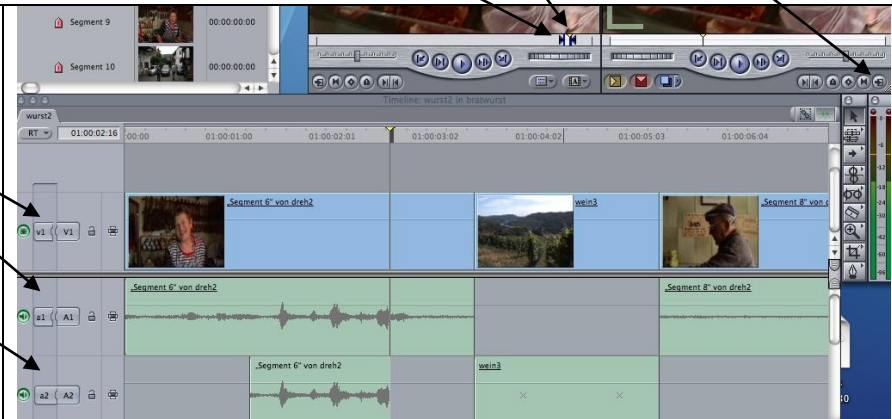 Segment 9 00:00:00:00
Segment 10 00:00:00:00
Timeline: wurst2 in bratwurst
wurst2
RT 01:00:02:16 :00:00 01:00:01:00 01:00:02:01 01:00:03:02 01:00:04:02 01:00:05:03 01:00:06:04
v1 V1 „Segment 6“ von dreh2 wein3 „Segment 8“ von
a1 A1 „Segment 6“ von dreh2 „Segment 8“ von dreh2
a2 A2 „Segment 6“ von dreh2 wein3